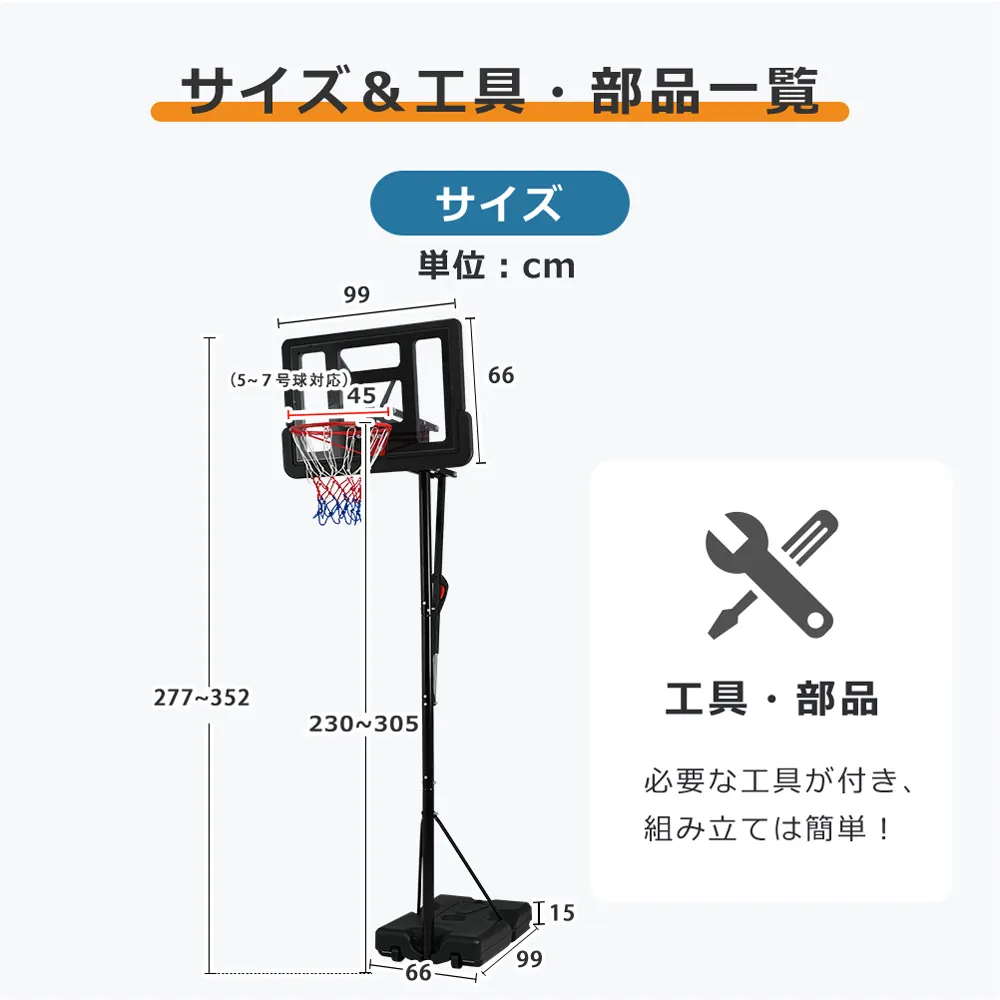 サイズ＆工具・部品一覧
サイズ
単位：cm
99
66
（5~７号球対応）
45
277~352
230~305
工具・部品
必要な工具が付き、
組み立ては簡単！
15
99
66